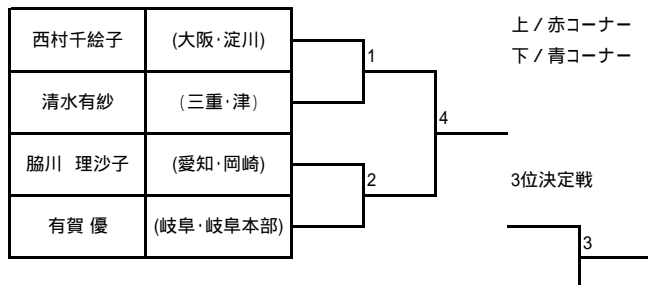 西村千絵子 (大阪・淀川)
清水有紗 (三重・津)
脇川 理沙子 (愛知・岡崎)
有賀 優 (岐阜・岐阜本部)
1
2
4
上 / 赤コーナー
下 / 青コーナー
3位決定戦
3